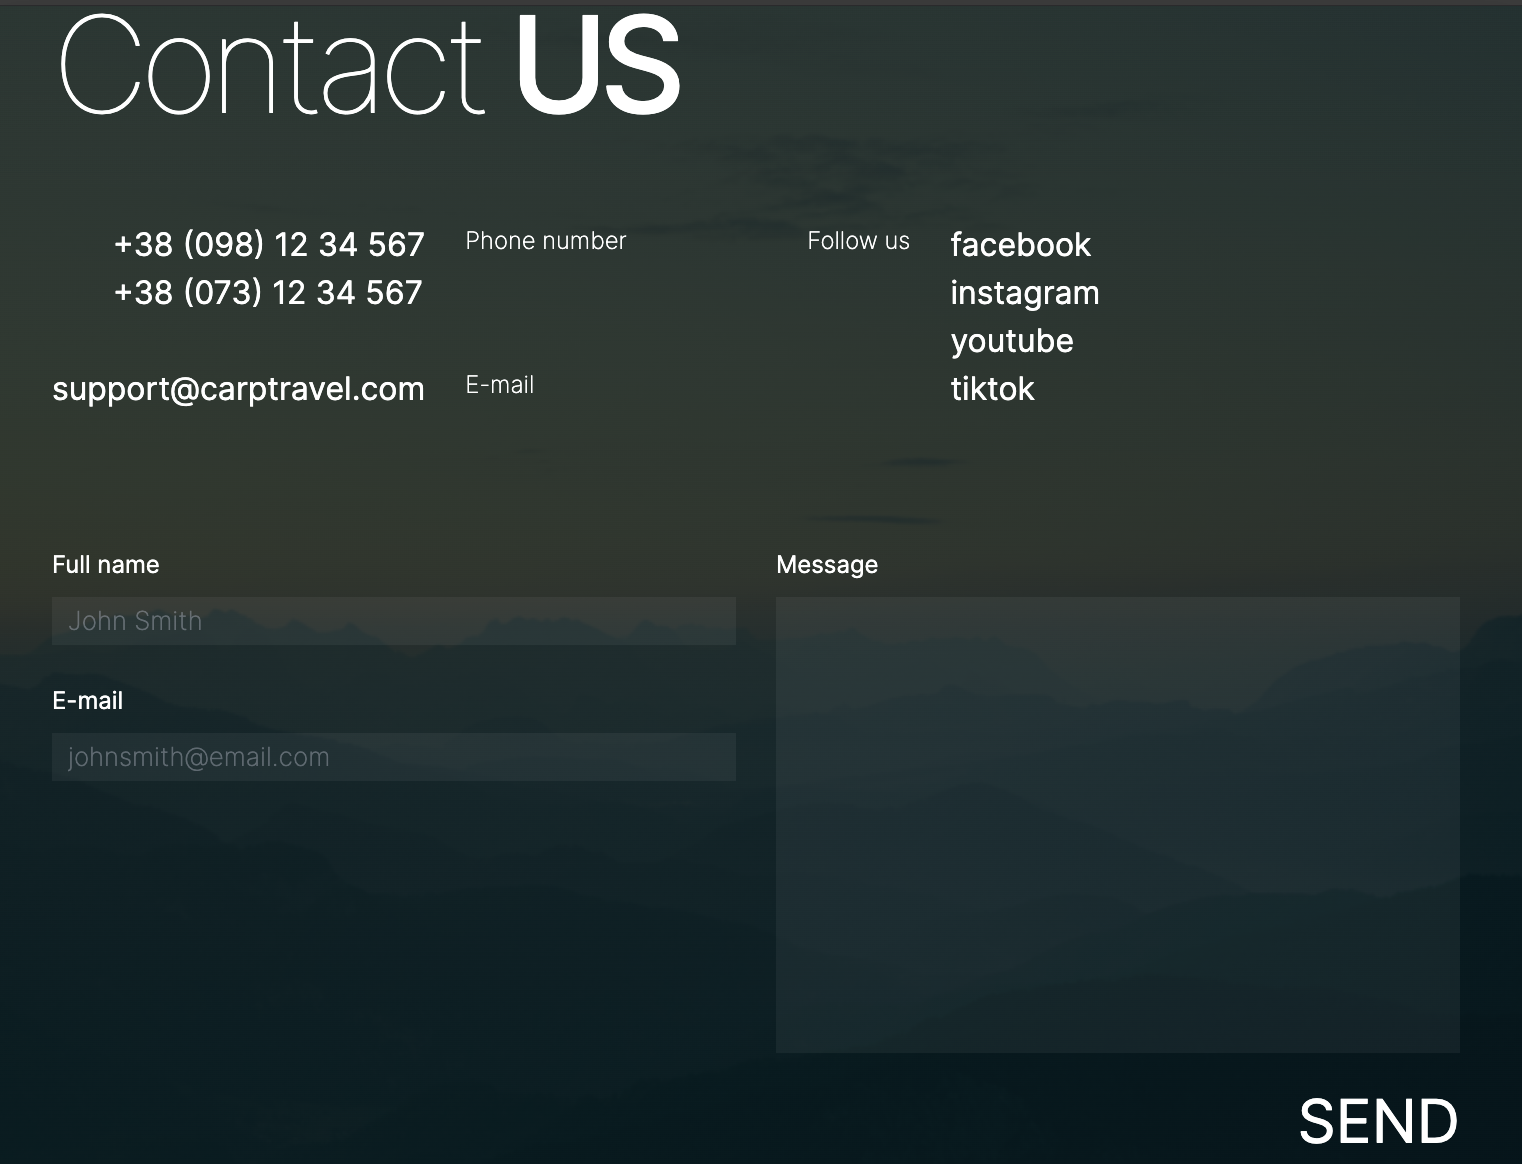 Contact US
+38 (098) 12 34 567 Phone number
+38 (073) 12 34 567
support@carptravel.com E-mail
Follow us facebook
instagram
youtube
tiktok
Full name
John Smith
E-mail
johnsmith@email.com
Message
SEND